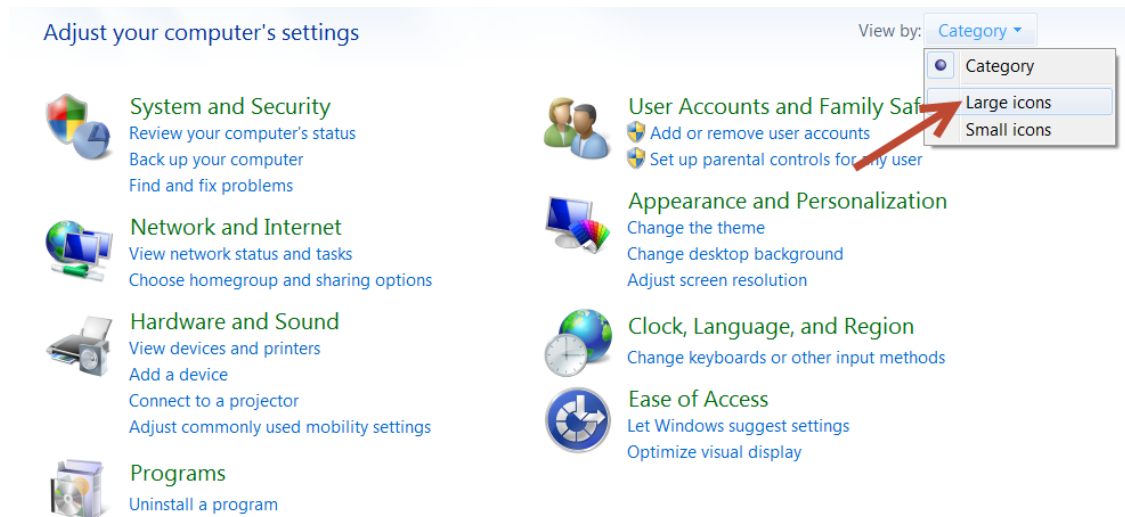 Adjust your computer's settings
View by: Category
Category
Large icons
Small icons
System and Security
Review your computer's status
Back up your computer
Find and fix problems
Network and Internet
View network status and tasks
Choose homegroup and sharing options
Hardware and Sound
View devices and printers
Add a device
Connect to a projector
Adjust commonly used mobility settings
Programs
Uninstall a program
User Accounts and Family Saf
Add or remove user accounts
Set up parental controls for any user
Appearance and Personalization
Change the theme
Change desktop background
Adjust screen resolution
Clock, Language, and Region
Change keyboards or other input methods
Ease of Access
Let Windows suggest settings
Optimize visual display